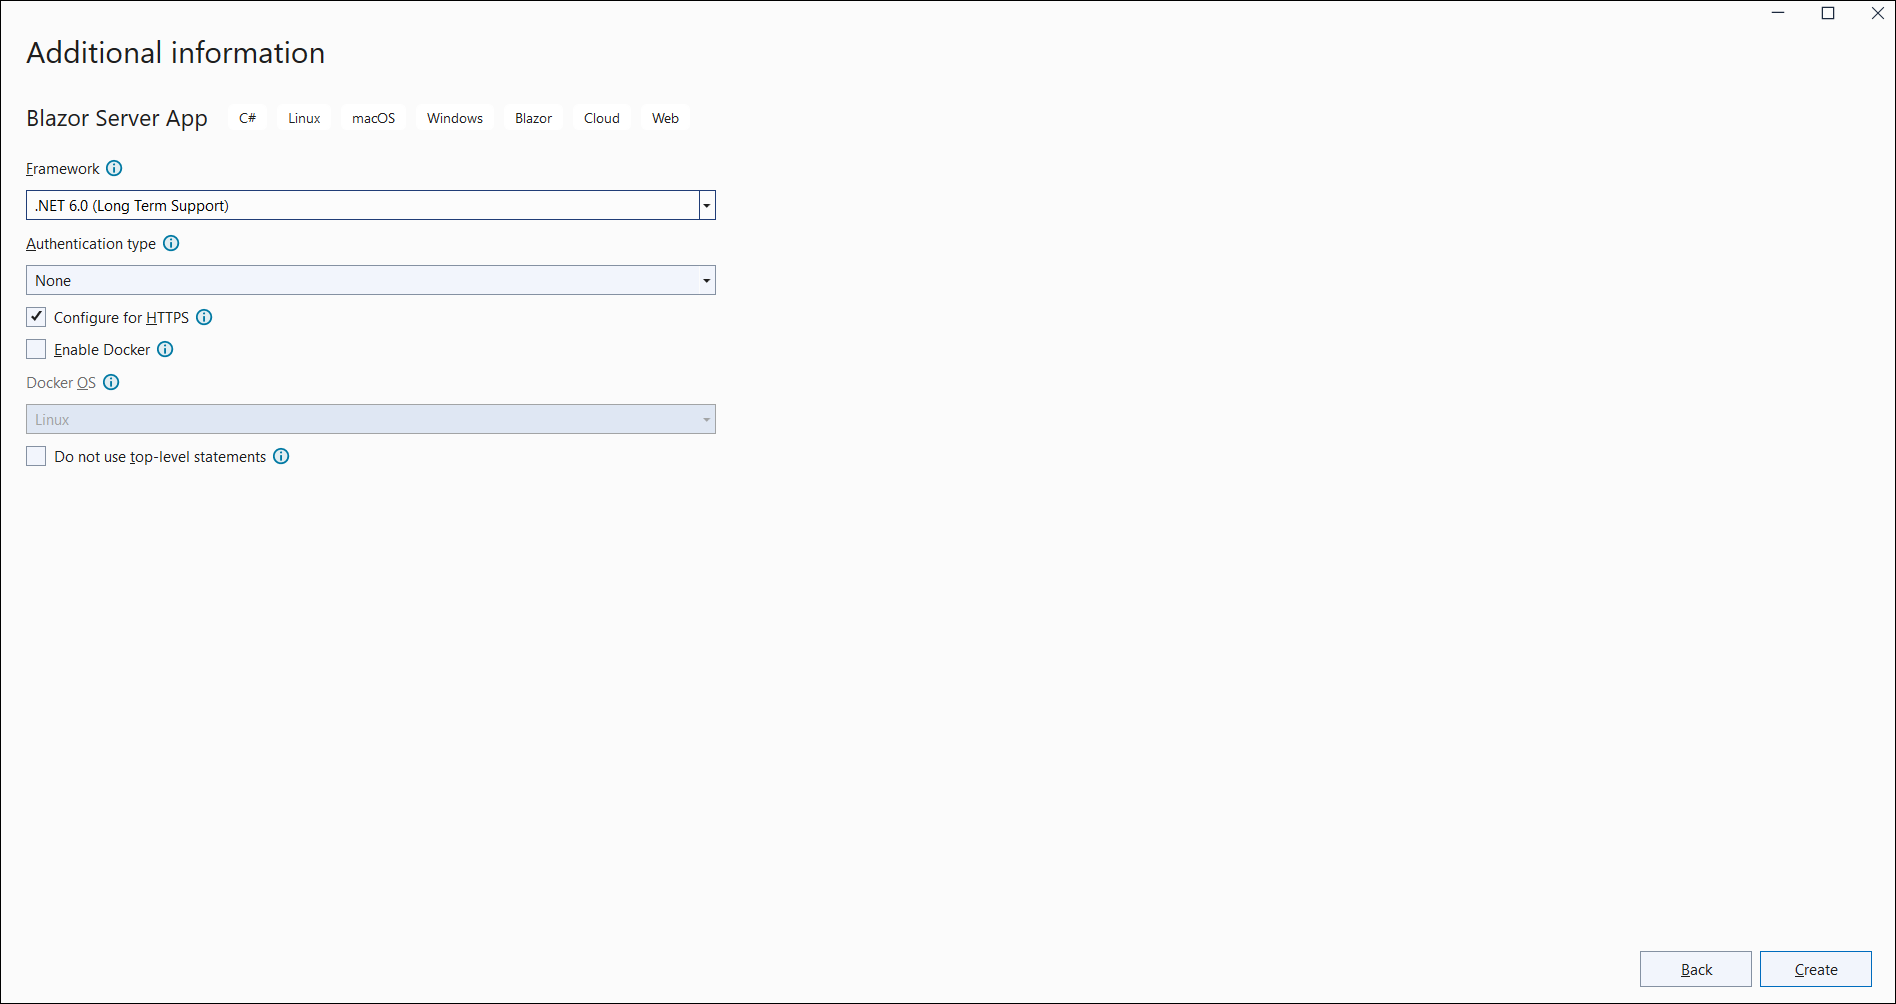 Additional information
Blazor Server App C# Linux macOS Windows Blazor Cloud Web
Framework
.NET 6.0 (Long Term Support)
Authentication type
None
Configure for HTTPS
Enable Docker
Docker OS
Linux
Do not use top-level statements
Back Create